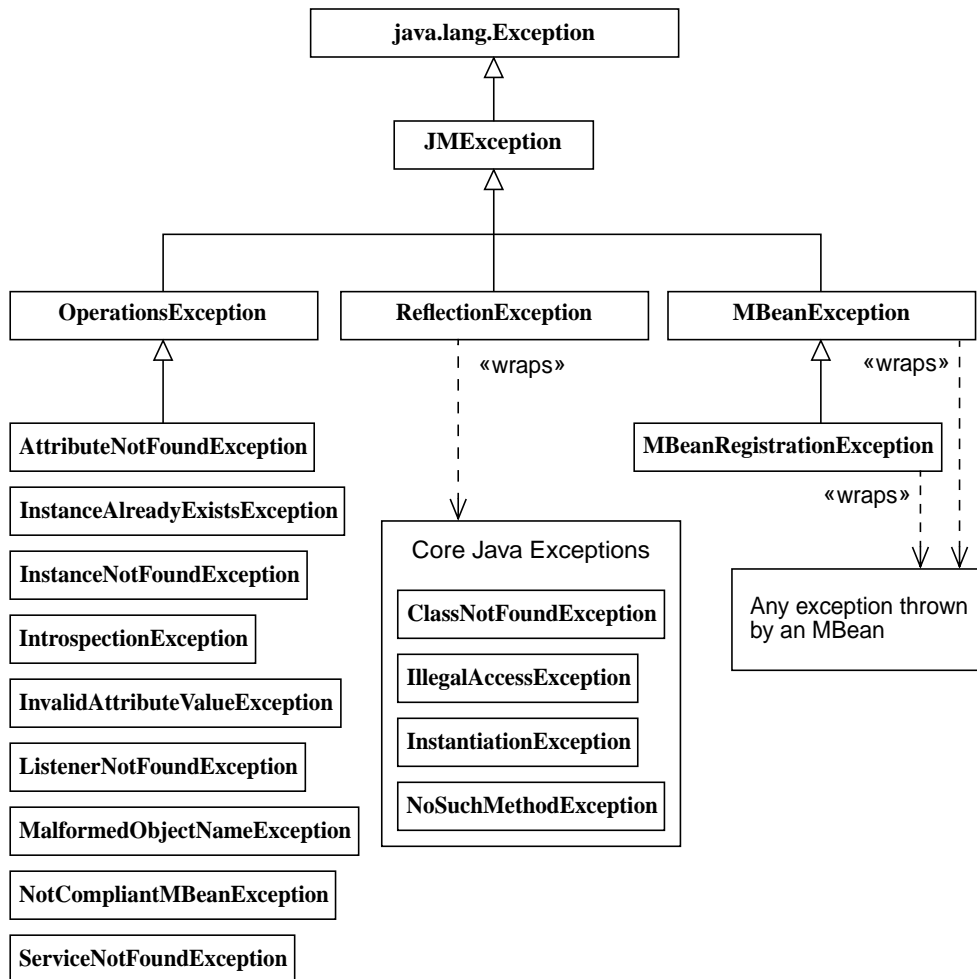 java.lang.Exception
JMException
OperationsException
ReflectionException
MBeanException
«wraps»
«wraps»
AttributeNotFoundException
MBeanRegistrationException
InstanceAlreadyExistsException
«wraps»
Core Java Exceptions
InstanceNotFoundException
ClassNotFoundException
Any exception thrown
by an MBean
IntrospectionException
IllegalAccessException
InvalidAttributeValueException
InstantiationException
ListenerNotFoundException
NoSuchMethodException
MalformedObjectNameException
NotCompliantMBeanException
ServiceNotFoundException